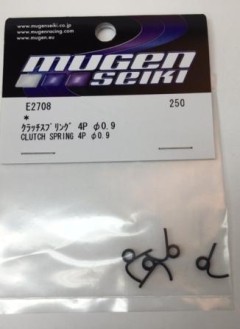 www.mugenseiki.co.jp
www.mugenracing.com
www.mugen.eu
mugen
SEIKI
E2708 250
*
クラッチスプリング 4P φ0.9
CLUTCH SPRING 4P φ0.9